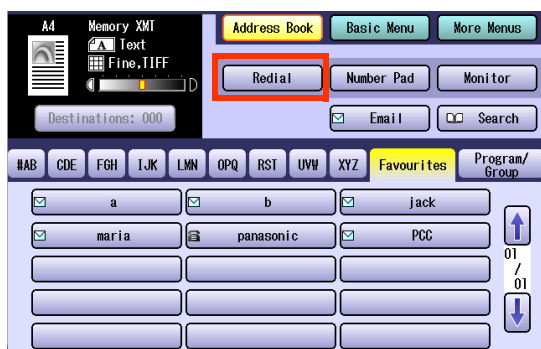 A4 Memory XMT Address Book Basic Menu More Menus
A Text
Fine,TIFF
D Redial Number Pad Monitor
Destinations: 000 Email Search
#AB CDE FGH IJK LMN OPQ RST UVW XYZ Favourites Program/
Group
a b jack
maria panasonic PCC
01
/
01